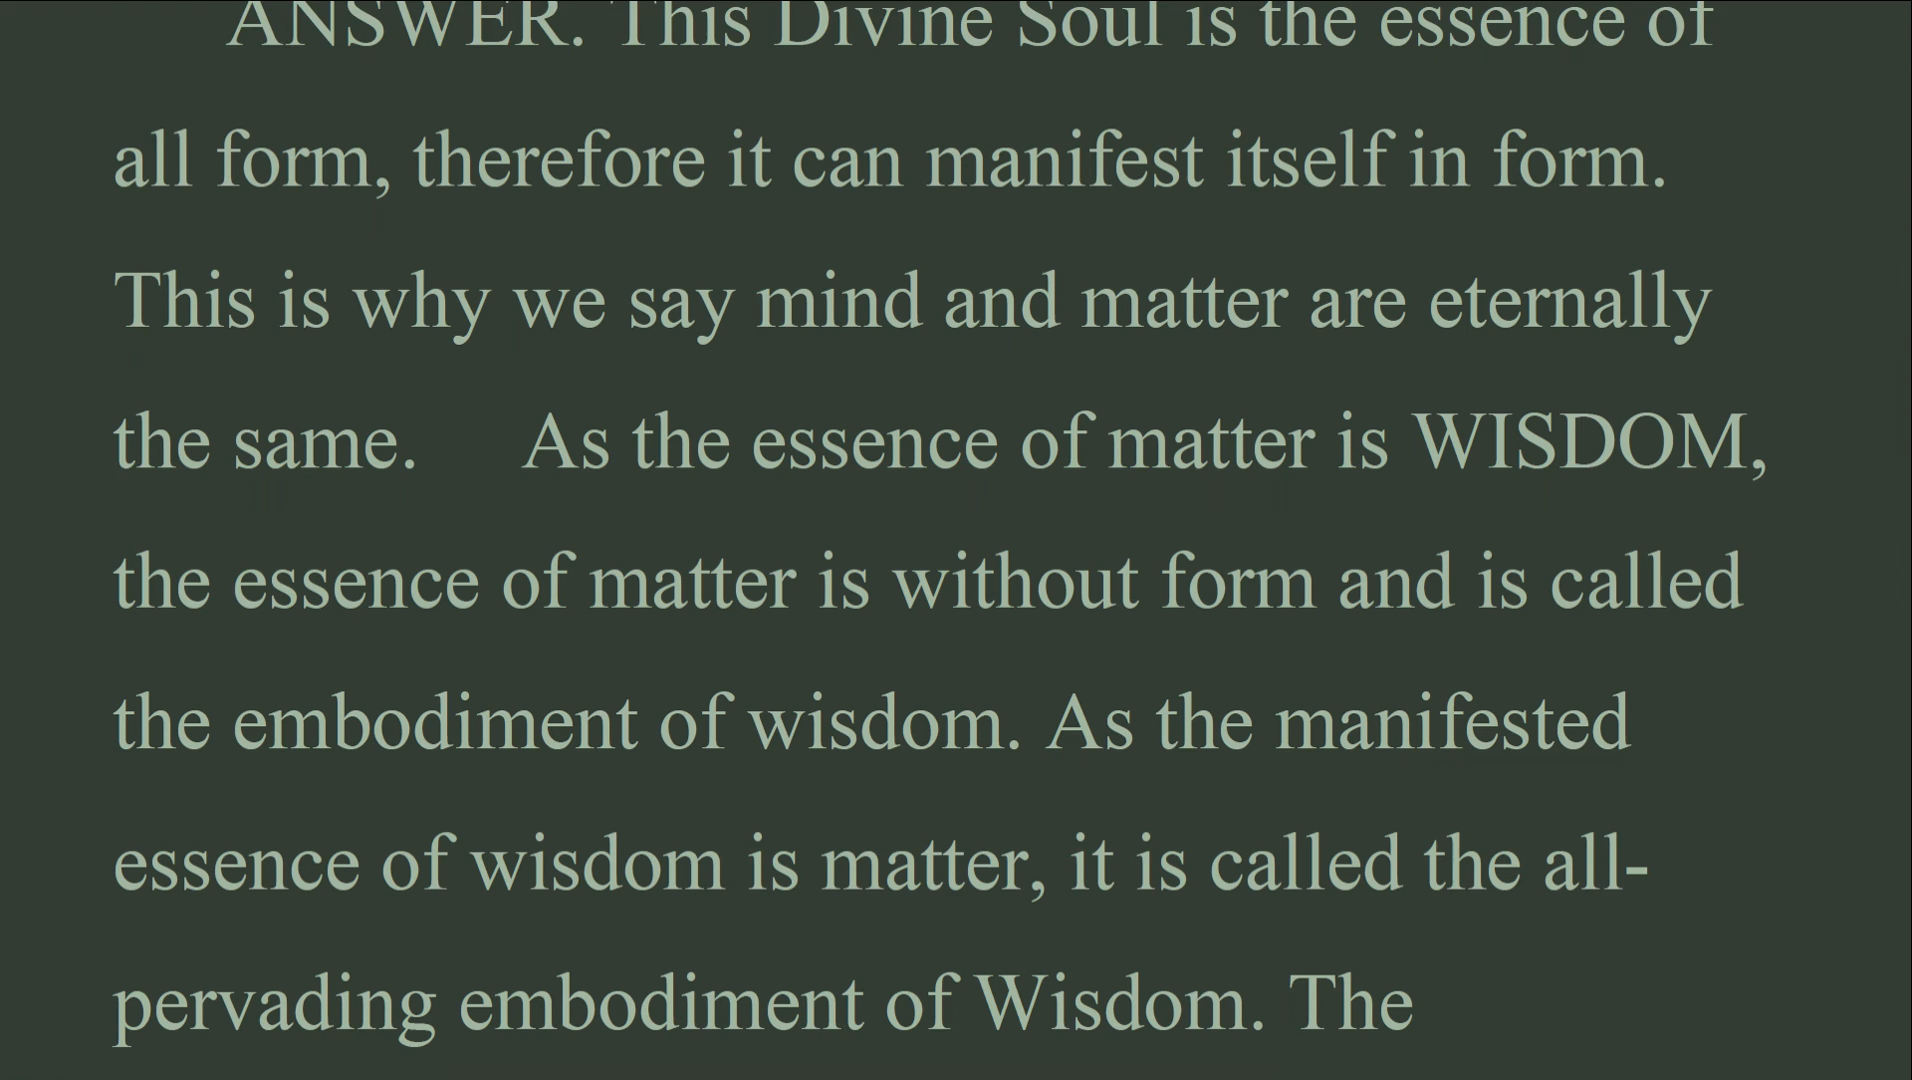 ANSWER. This Divine Soul is the essence of
all form, therefore it can manifest itself in form.
This is why we say mind and matter are eternally
the same. As the essence of matter is WISDOM,
the essence of matter is without form and is called
the embodiment of wisdom. As the manifested
essence of wisdom is matter, it is called the all-
pervading embodiment of Wisdom. The